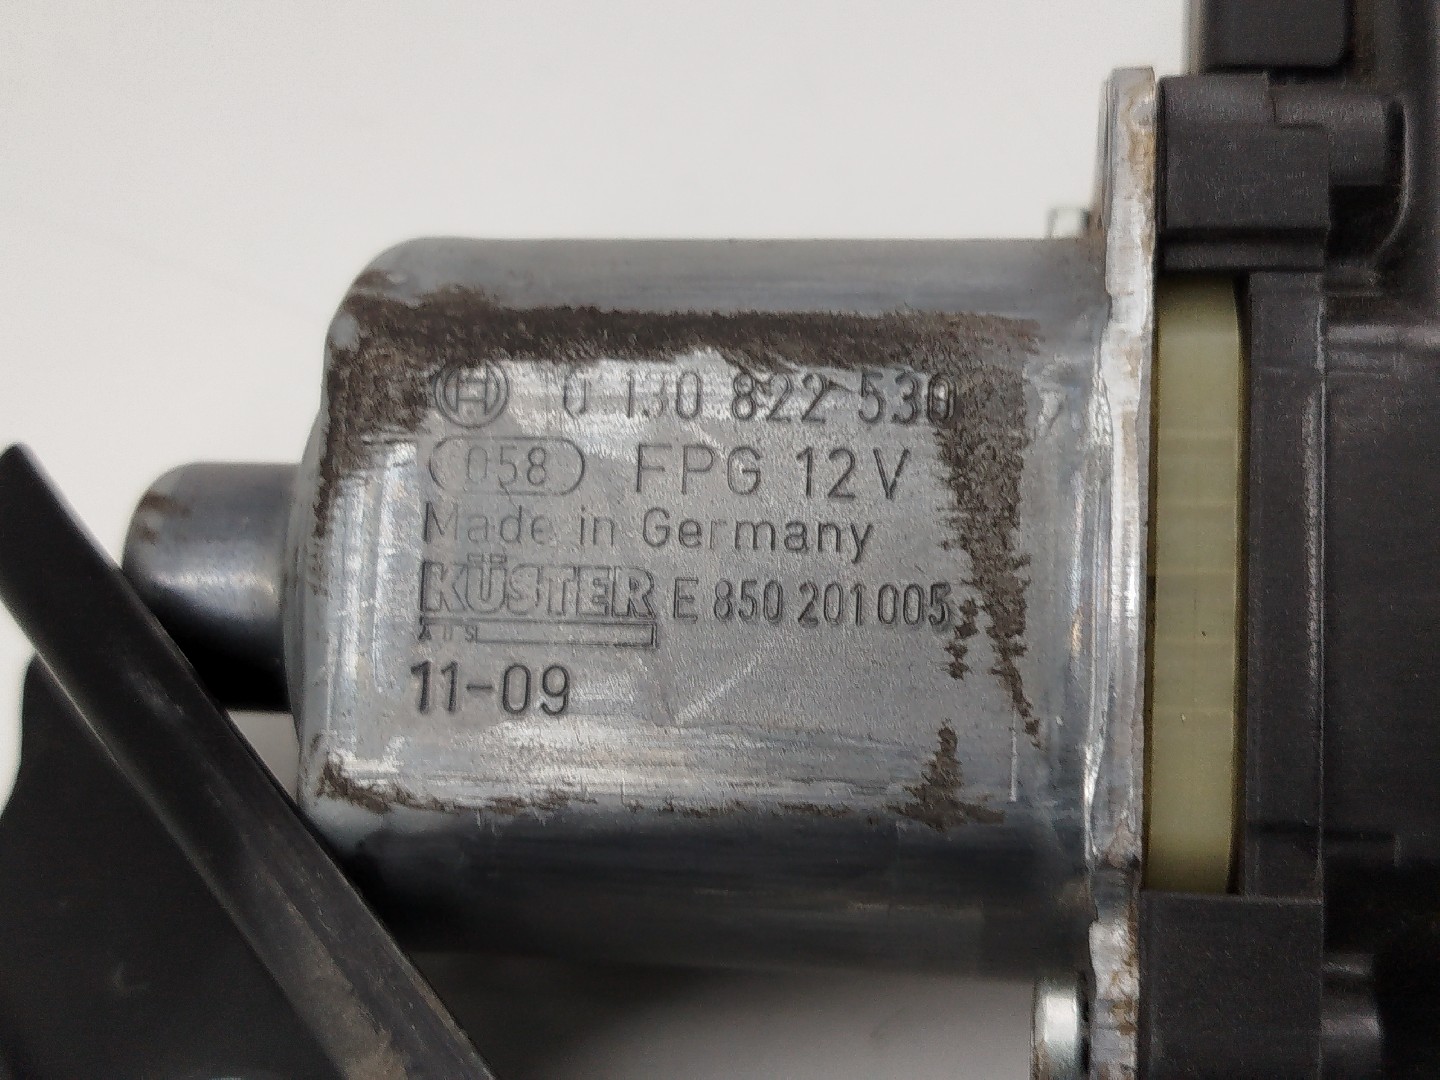 0 130 822 530
058 FPG 12V
Made in Germany
KÜSTER E 850 201 005
11-09